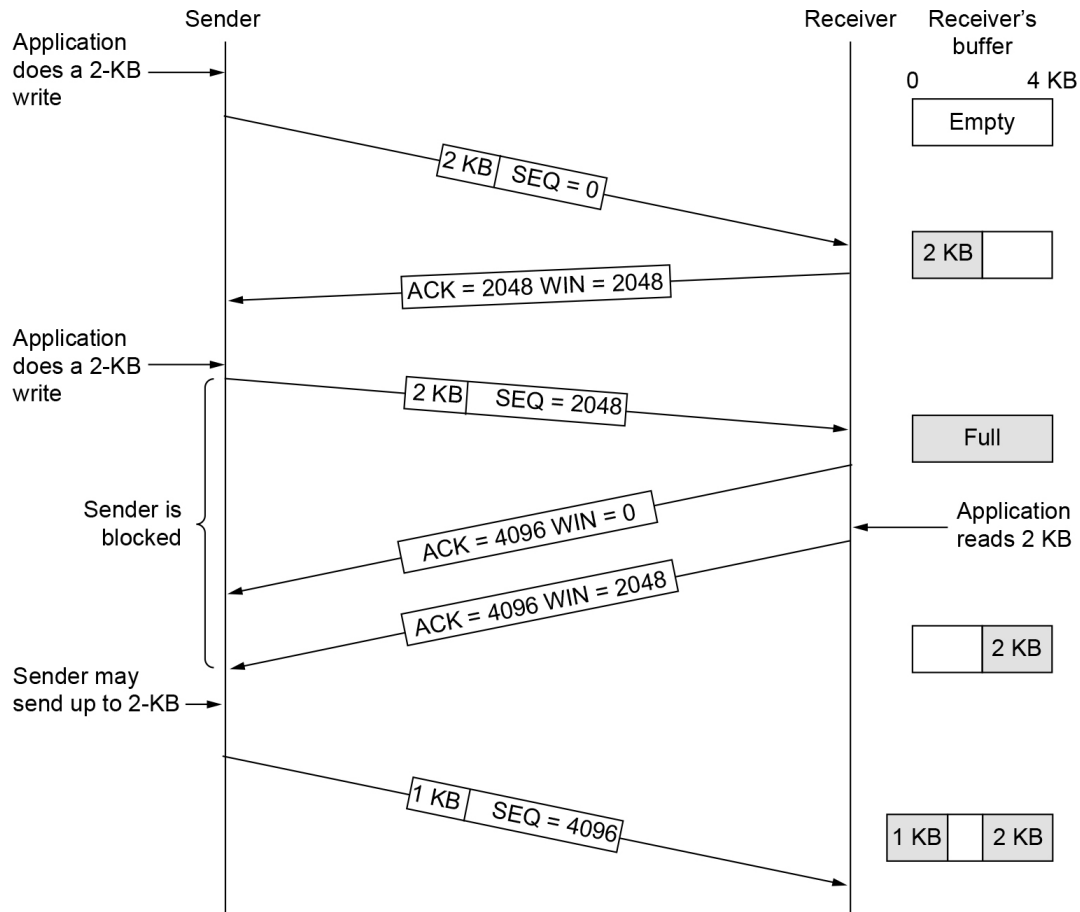 Sender
Receiver
Receiver’s
buffer
Application
does a 2-KB
write
0
4 KB
Empty
2 KB
SEQ = 0
2 KB
ACK = 2048 WIN = 2048
Application
does a 2-KB
write
2 KB
SEQ = 2048
Full
Sender is
blocked
ACK = 4096 WIN = 0
Application
reads 2 KB
ACK = 4096 WIN = 2048
2 KB
Sender may
send up to 2-KB
1 KB
SEQ = 4096
1 KB
2 KB